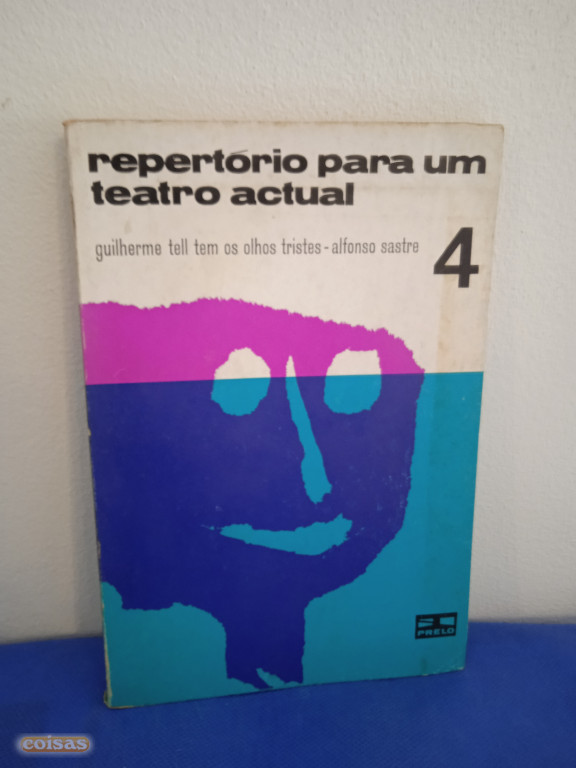 repertório para um
teatro actual
guilherme tell tem os olhos tristes - alfonso sastre
4
PRELO
coisas